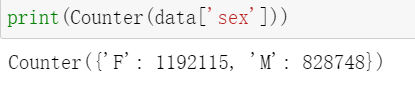 print(Counter(data['sex']))
Counter({'F': 1192115, 'M': 828748})